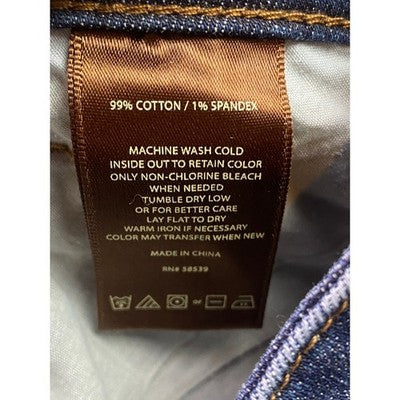 99% COTTON / 1% SPANDEX
MACHINE WASH COLD
INSIDE OUT TO RETAIN COLOR
ONLY NON-CHLORINE BLEACH
WHEN NEEDED
TUMBLE DRY LOW
OR FOR BETTER CARE
LAY FLAT TO DRY
WARM IRON IF NECESSARY
COLOR MAY TRANSFER WHEN NEW
MADE IN CHINA
RN# 58539
or